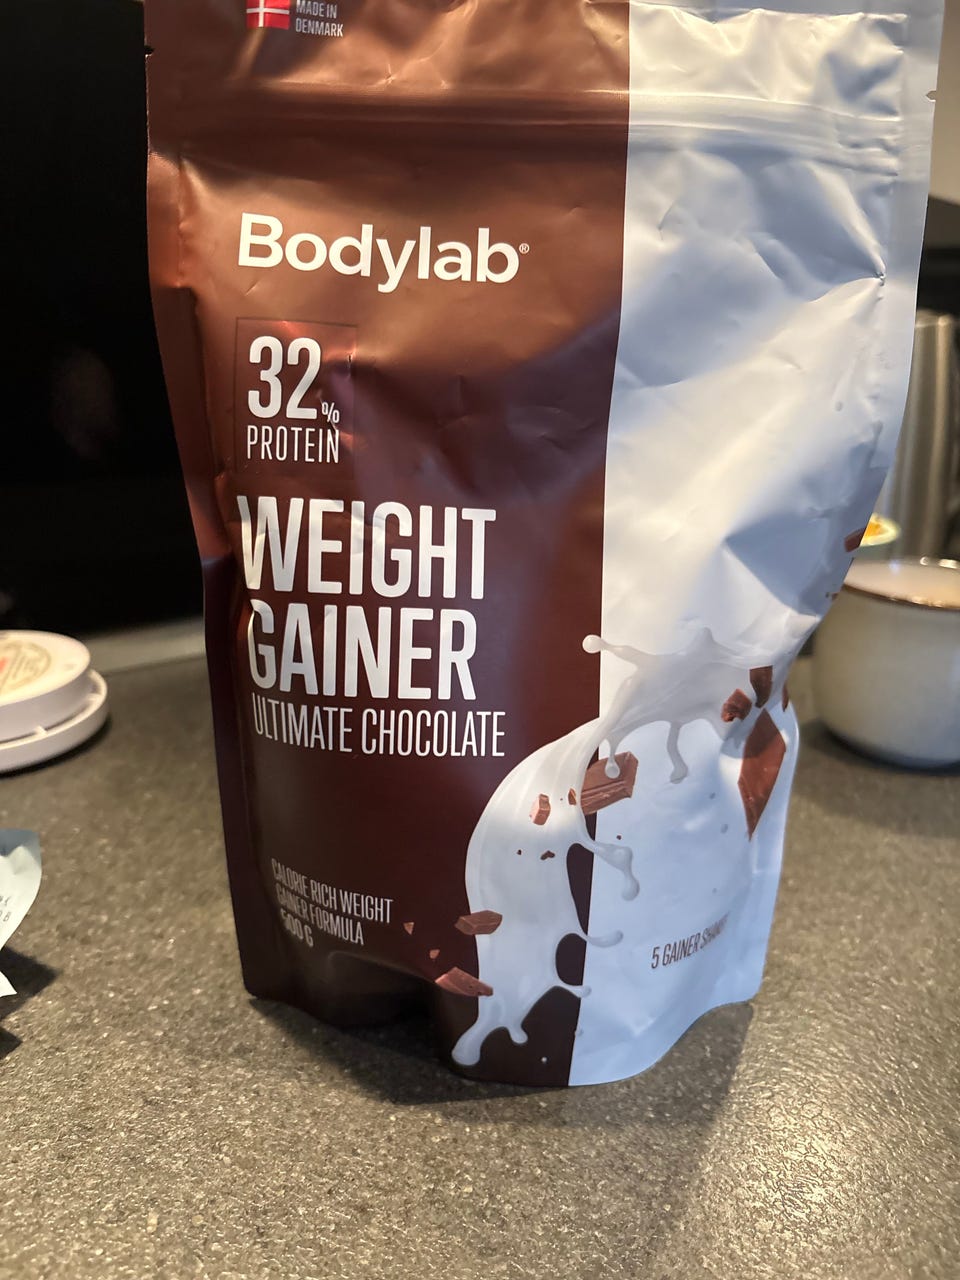 MADE IN
DENMARK
Bodylab®
32%
PROTEIN
WEIGHT
GAINER
ULTIMATE CHOCOLATE
CALORIE RICH WEIGHT
GAINER FORMULA
500 G
5 GAINER